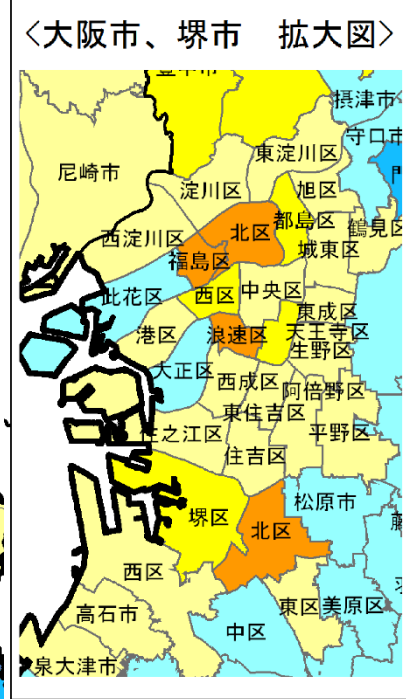 〈大阪市、堺市　拡大図〉
豊中市
摂津市
守口市
東淀川区
尼崎市
淀川区
旭区
都島区
鶴見区
北区
西淀川区
城東区
福島区
此花区
西区
中央区
東成区
港区
浪速区
天王寺区
生野区
大正区
西成区
阿倍野区
東住吉区
住之江区
平野区
住吉区
松原市
堺区
北区
西区
東区
美原区
高石市
中区
泉大津市